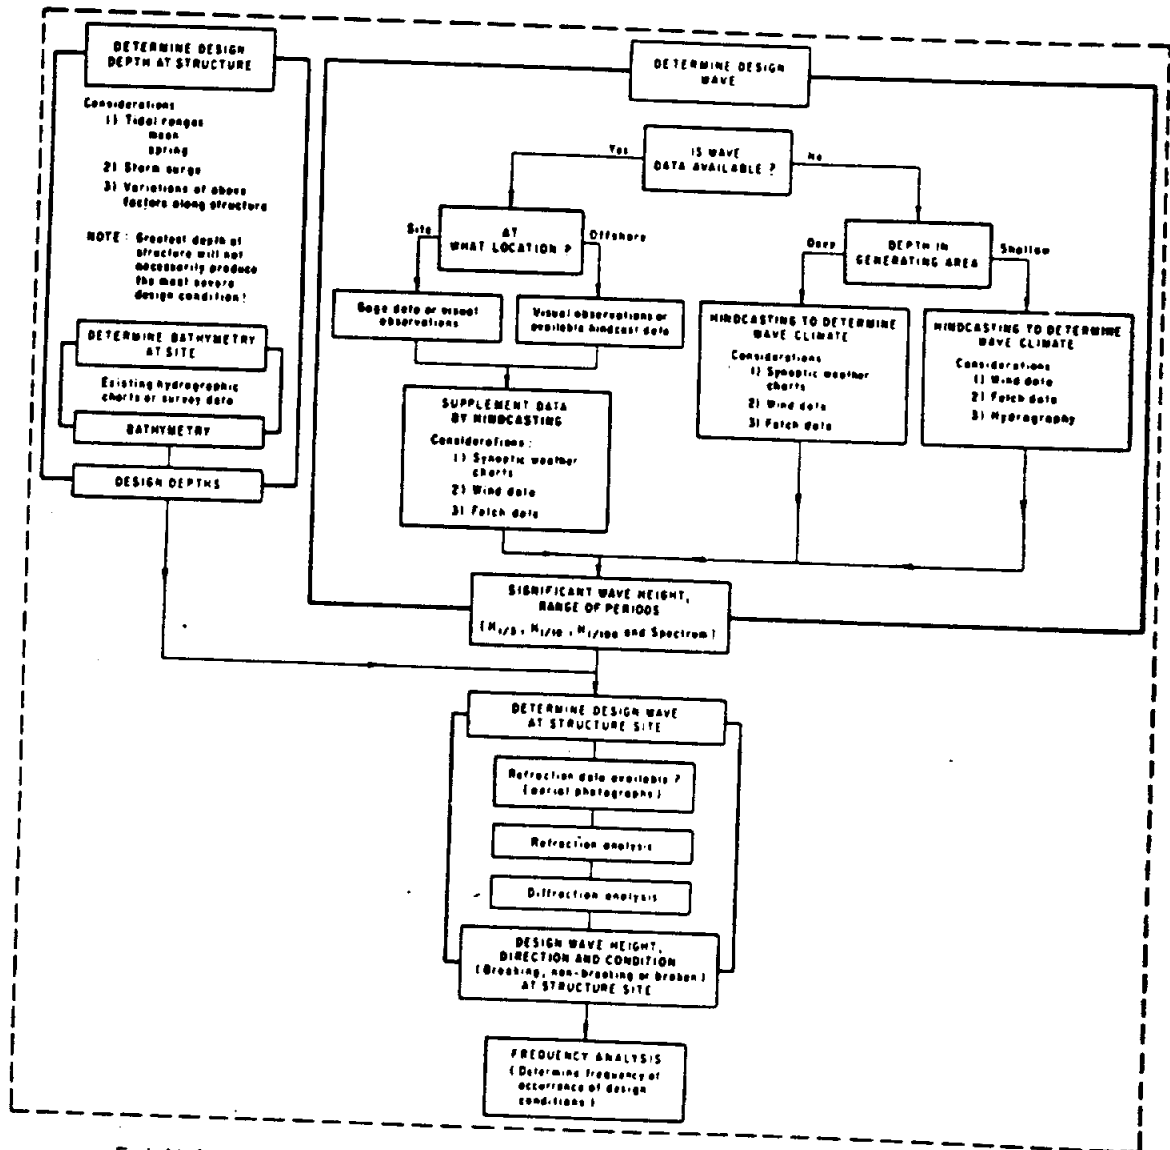 DETERMINE DESIGN
DEPTH AT STRUCTURE
Considerations
1) Tidal ranges
mean
spring
2) Storm surge
3) Variations of above
factors along structure
NOTE: Greatest depth at
structure will not
necessarily produce
the most severe
design condition!
DETERMINE BATHYMETRY
AT SITE
Existing hydrographic
charts or survey data
BATHYMETRY
DESIGN DEPTHS
DETERMINE DESIGN
WAVE
IS WAVE
DATA AVAILABLE ?
Yes
No
AT
WHAT LOCATION ?
Site
Offshore
DEPTH IN
GENERATING AREA
Deep
Shallow
Gage data or visual
observations
Visual observations or
available hindcast data
HINDCASTING TO DETERMINE
WAVE CLIMATE
Considerations
1) Synoptic weather
charts
2) Wind data
3) Fetch data
HINDCASTING TO DETERMINE
WAVE CLIMATE
Considerations
1) Wind data
2) Fetch data
3) Hydrography
SUPPLEMENT DATA
BY HINDCASTING
Considerations:
1) Synoptic weather
charts
2) Wind data
3) Fetch data
SIGNIFICANT WAVE HEIGHT,
RANGE OF PERIODS
(H1/3, H1/10, H1/100 and Spectrum)
DETERMINE DESIGN WAVE
AT STRUCTURE SITE
Refraction data available ?
(aerial photographs)
Refraction analysis
Diffraction analysis
DESIGN WAVE HEIGHT,
DIRECTION AND CONDITION
(Breaking, non-breaking or broken)
AT STRUCTURE SITE
FREQUENCY ANALYSIS
(Determine frequency of
occurrence of design
conditions)